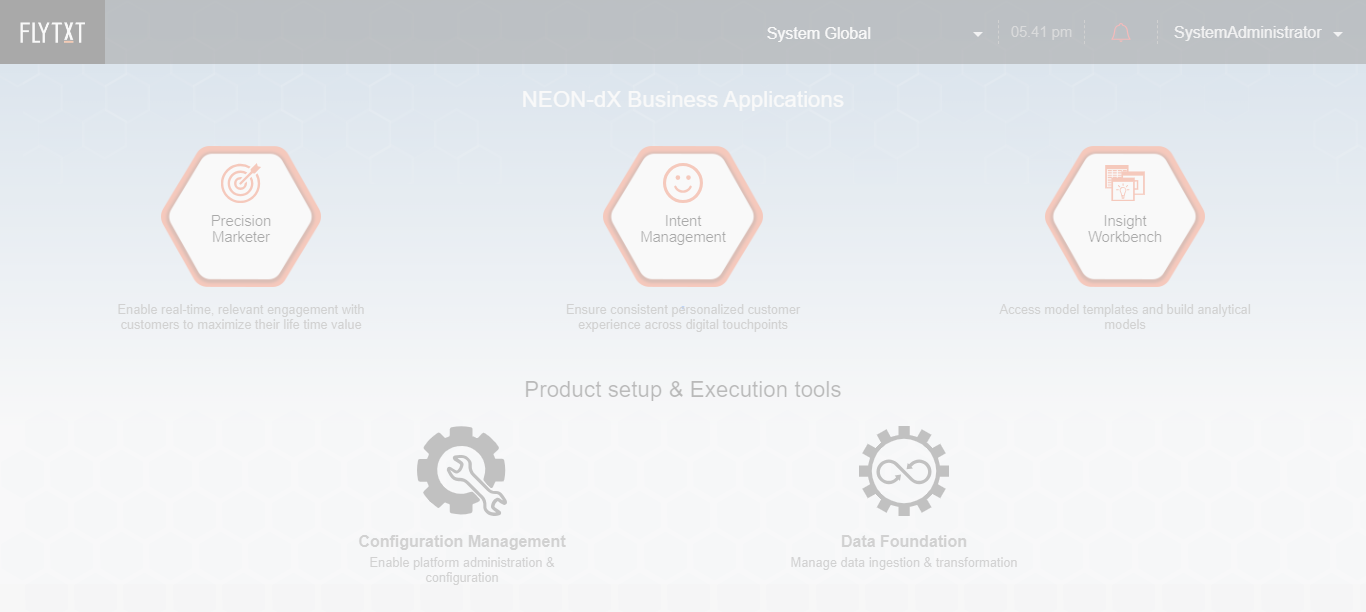 FLYTXT
System Global
05.41 pm
SystemAdministrator
NEON-dX Business Applications
Precision
Marketer
Intent
Management
Insight
Workbench
Enable real-time, relevant engagement with
customers to maximize their life time value
Ensure consistent personalized customer
experience across digital touchpoints
Access model templates and build analytical
models
Product setup & Execution tools
Configuration Management
Enable platform administration &
configuration
Data Foundation
Manage data ingestion & transformation